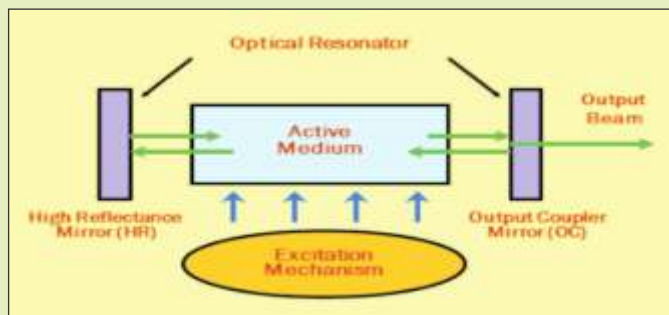 Optical Resonator
Output
Beam
Active
Medium
High Reflectance
Mirror (HR)
Output Coupler
Mirror (OC)
Excitation
Mechanism